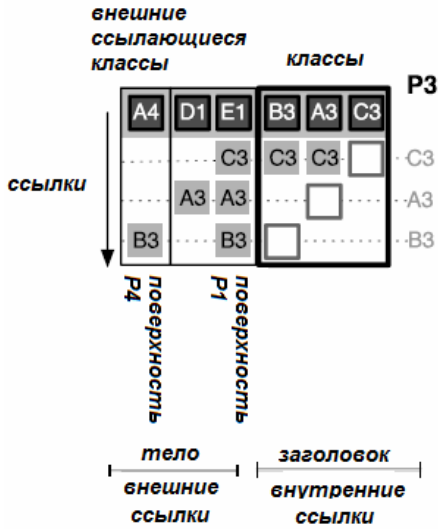 внешние
ссылающиеся
классы
классы
P3
A4 D1 E1 B3 A3 C3
C3 C3 C3 C3
ссылки
A3 A3 A3
B3 B3 B3
поверхность
P4
поверхность
P1
тело
заголовок
внешние
ссылки
внутренние
ссылки